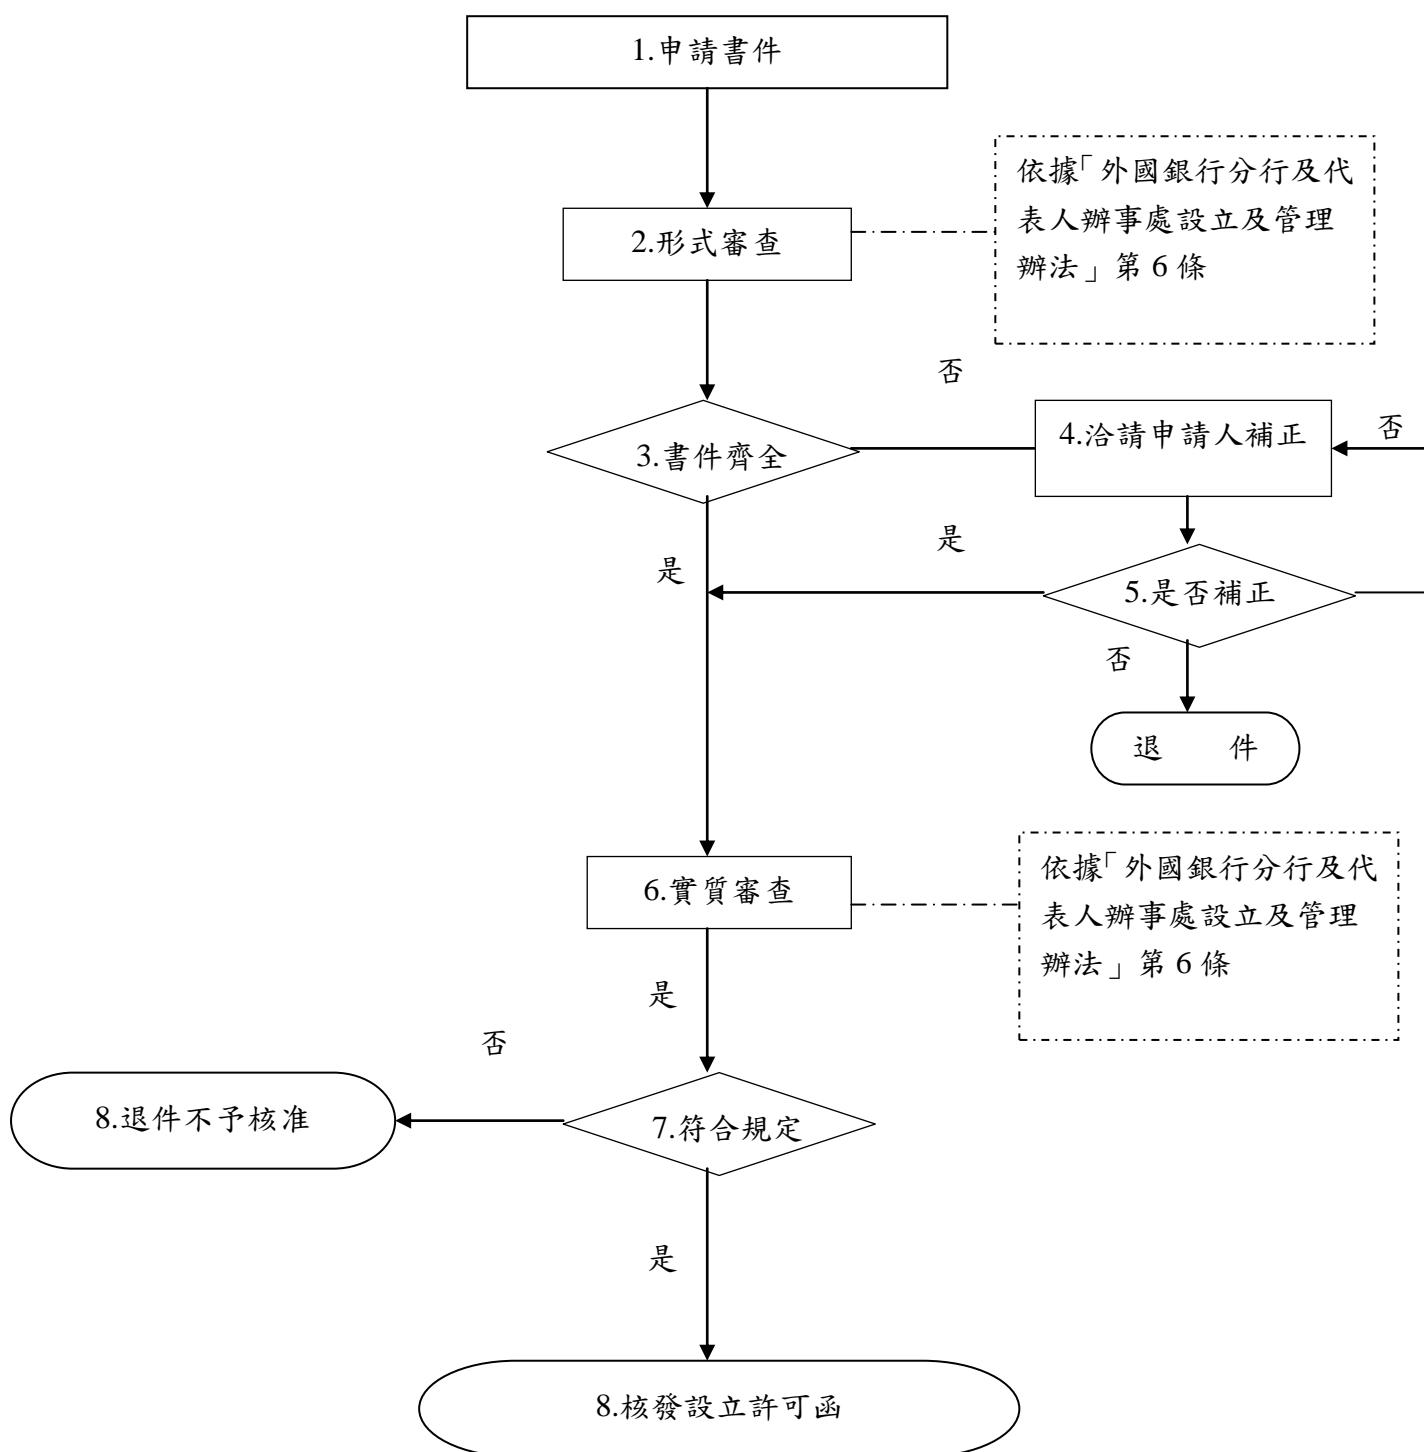 1.申請書件
依據「外國銀行分行及代
表人辦事處設立及管理
辦法」第 6 條
2.形式審查
否
4.洽請申請人補正
否
3.書件齊全
是
是
5.是否補正
否
退 件
依據「外國銀行分行及代
表人辦事處設立及管理
辦法」第 6 條
6.實質審查
是
否
8.退件不予核准
7.符合規定
是
8.核發設立許可函